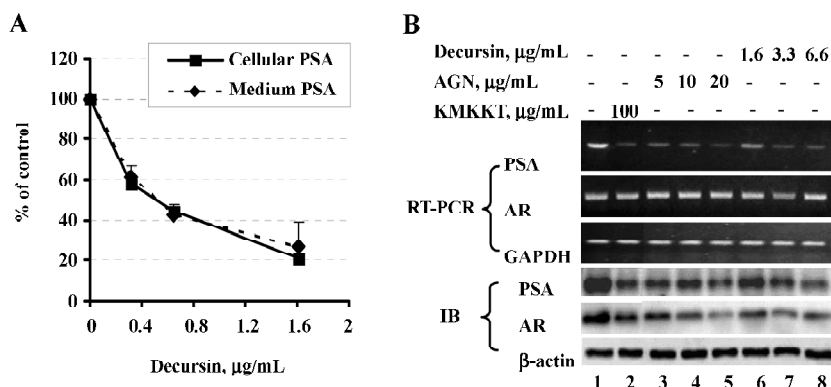 A
% of control
120
100
80
60
40
20
0
0 0.4 0.8 1.2 1.6 2
Decursin, µg/mL
Cellular PSA
Medium PSA
B
Decursin, µg/mL - - - - - 1.6 3.3 6.6
AGN, µg/mL - - 5 10 20 - - -
KMKKT, µg/mL - 100 - - - - - -
RT-PCR
PSA
AR
GAPDH
IB
PSA
AR
β-actin
1 2 3 4 5 6 7 8